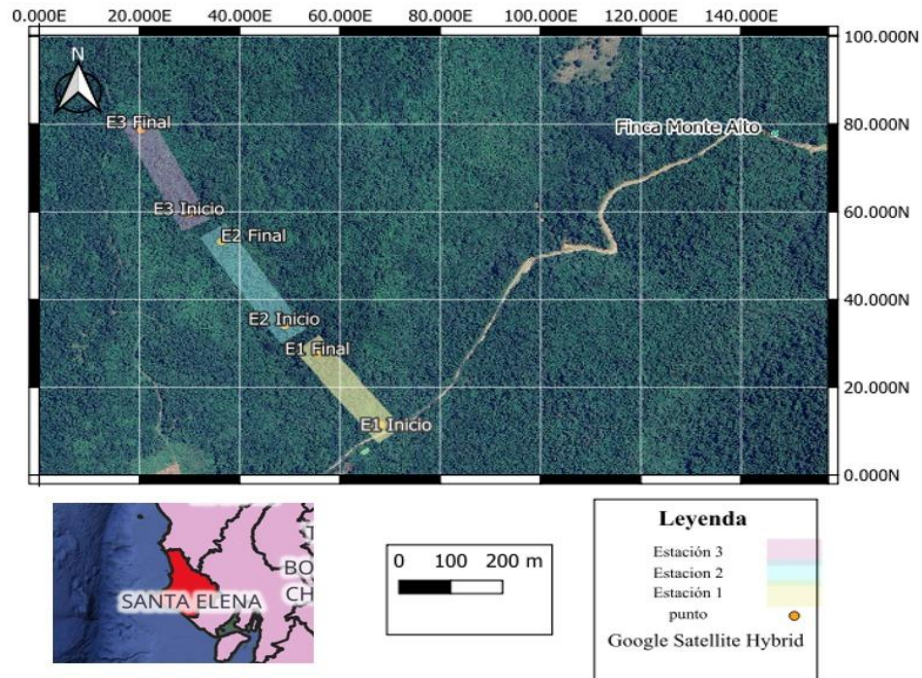 0.000E 20.000E 40.000E 60.000E 80.000E 100.000E 120.000E 140.000E
100.000N
N
E3 Final
Finca Monte Alto
80.000N
E3 Inicio
60.000N
E2 Final
40.000N
E2 Inicio
E1 Final
20.000N
E1 Inicio
0.000N
SANTA ELENA
BO
CH
0 100 200 m
Leyenda
Estación 3
Estacion 2
Estación 1
punto
Google Satellite Hybrid